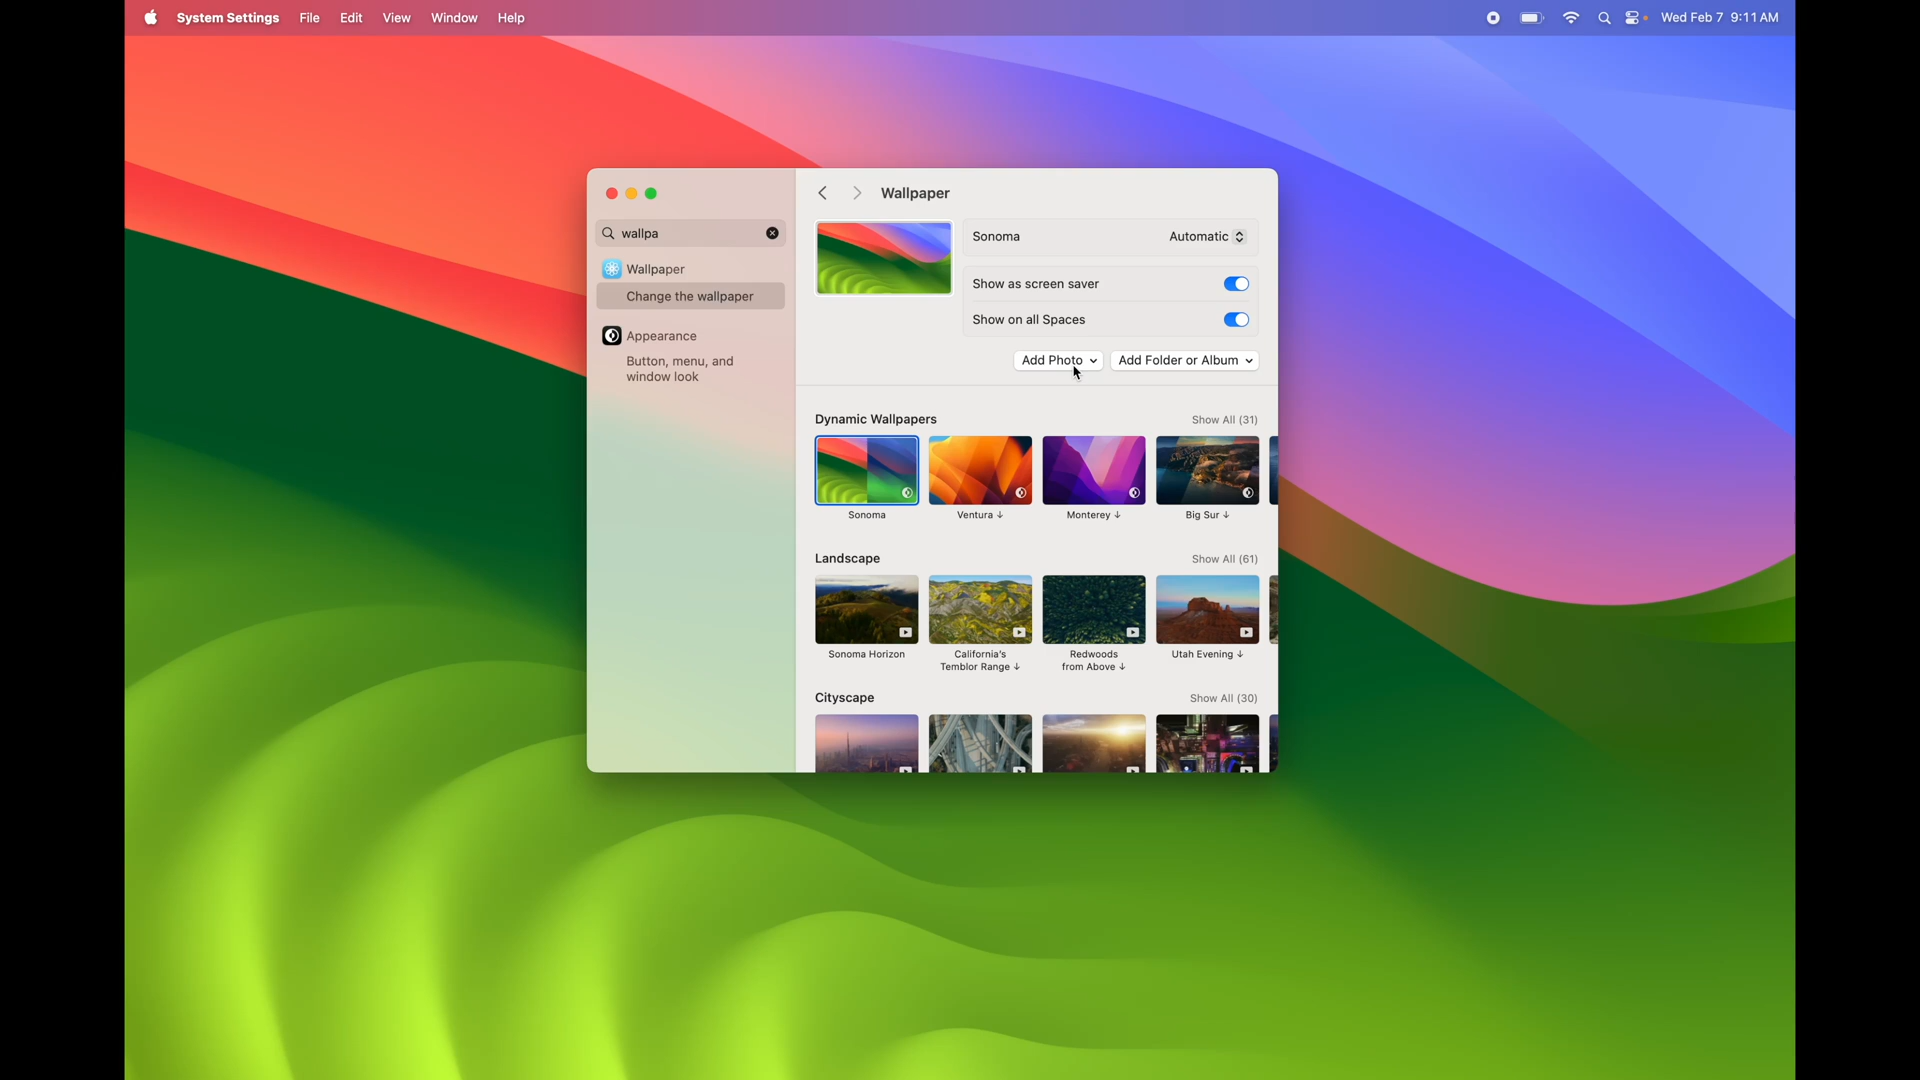 System Settings File Edit View Window Help Wed Feb 7 9:11 AM
Wallpaper
wallpa
Wallpaper
Change the wallpaper
Appearance
Button, menu, and
window look
Sonoma Automatic
Show as screen saver
Show on all Spaces
Add Photo Add Folder or Album
Dynamic Wallpapers Show All (31)
Sonoma Ventura ↓ Monterey ↓ Big Sur ↓
Landscape Show All (61)
Sonoma Horizon California's Redwoods Utah Evening ↓
Temblor Range ↓ from Above ↓
Cityscape Show All (30)